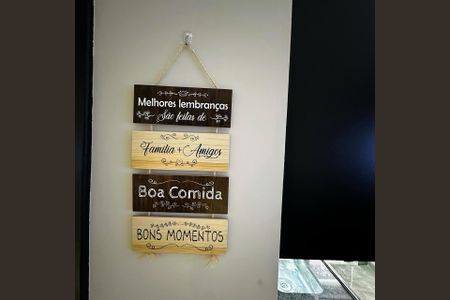 Melhores lembranças
São feitas de
Família + Amigos
Boa Comida
BONS MOMENTOS